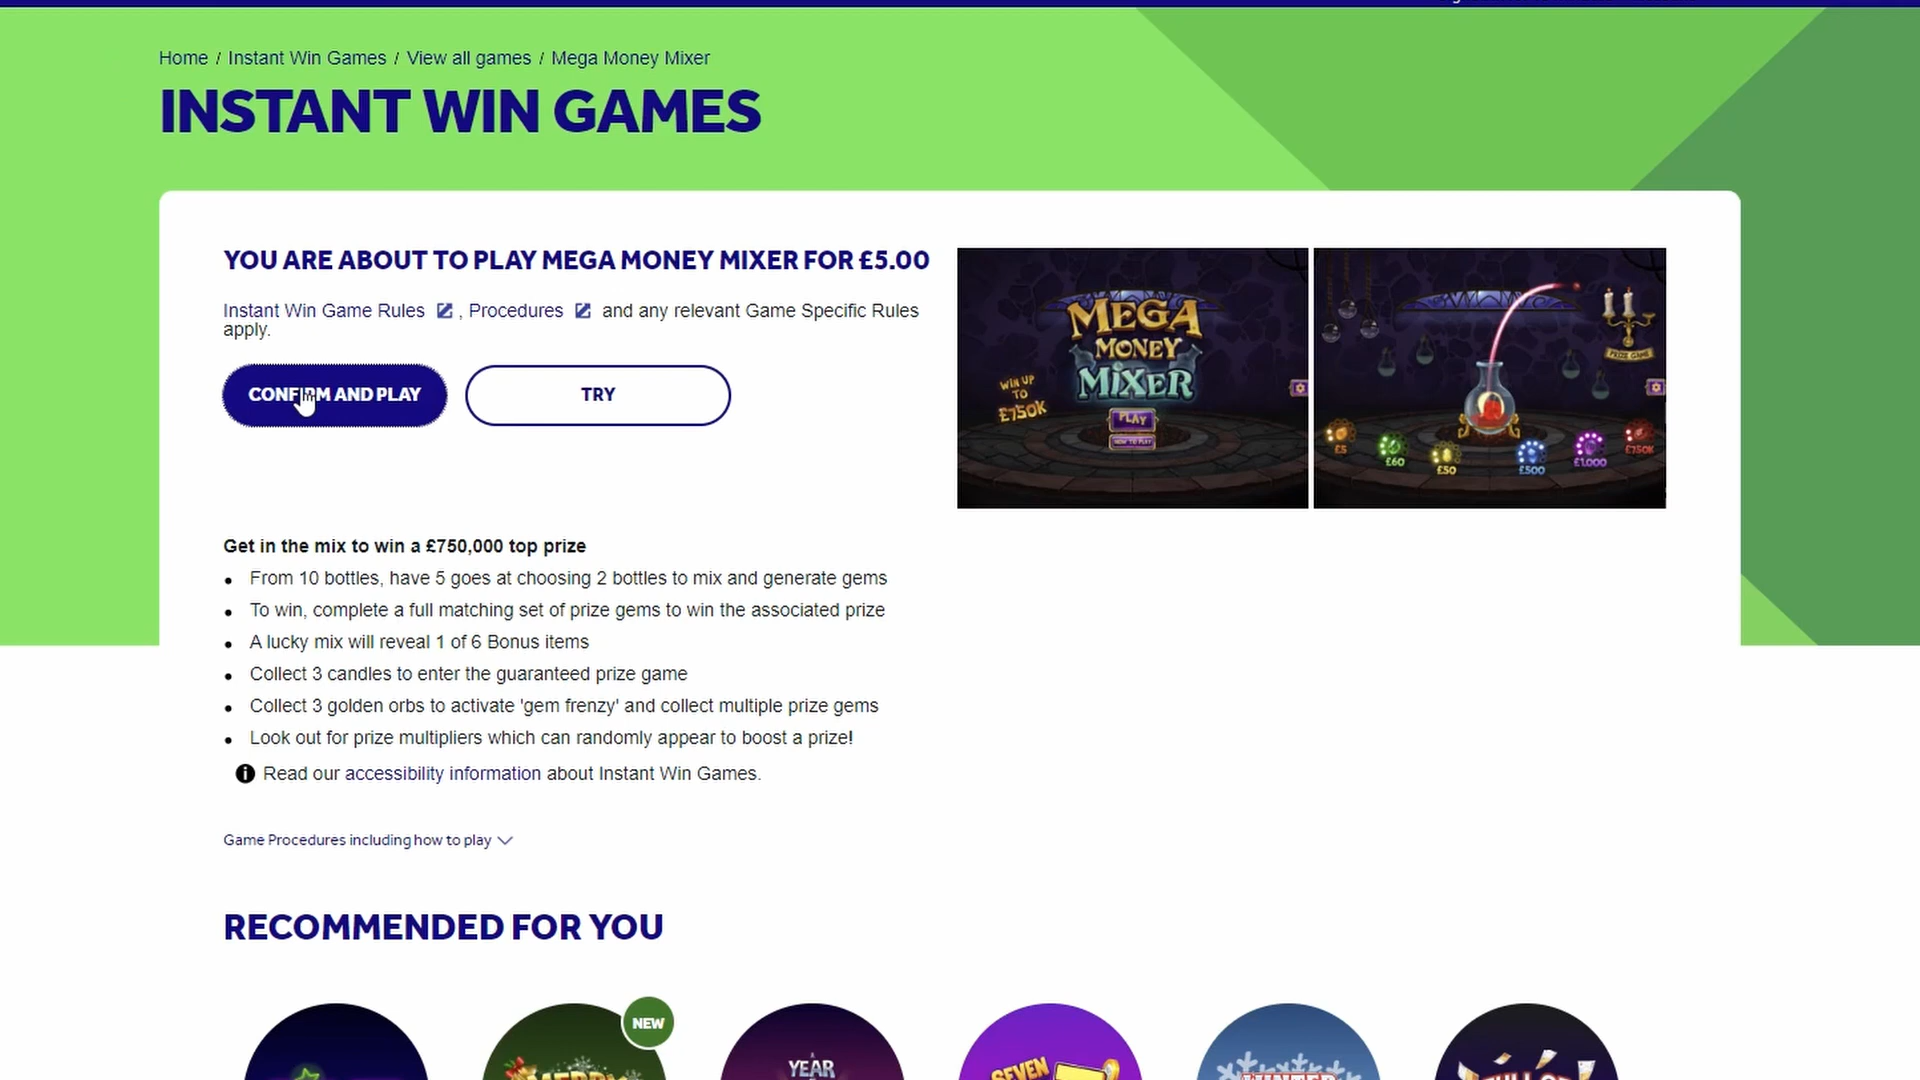 Home / Instant Win Games / View all games / Mega Money Mixer
INSTANT WIN GAMES
YOU ARE ABOUT TO PLAY MEGA MONEY MIXER FOR £5.00
Instant Win Game Rules , Procedures and any relevant Game Specific Rules
apply.
CONFIRM AND PLAY
TRY
MEGA
MONEY
MIXER
WIN UP
TO
£750K
PLAY
HOW TO PLAY
PRIZE GAME
£5
£60
£50
£500
£1,000
£750K
Get in the mix to win a £750,000 top prize
• From 10 bottles, have 5 goes at choosing 2 bottles to mix and generate gems
• To win, complete a full matching set of prize gems to win the associated prize
• A lucky mix will reveal 1 of 6 Bonus items
• Collect 3 candles to enter the guaranteed prize game
• Collect 3 golden orbs to activate 'gem frenzy' and collect multiple prize gems
• Look out for prize multipliers which can randomly appear to boost a prize!
Read our accessibility information about Instant Win Games.
Game Procedures including how to play
RECOMMENDED FOR YOU
NEW
MERRY
YEAR
SEVEN
7
WINTER